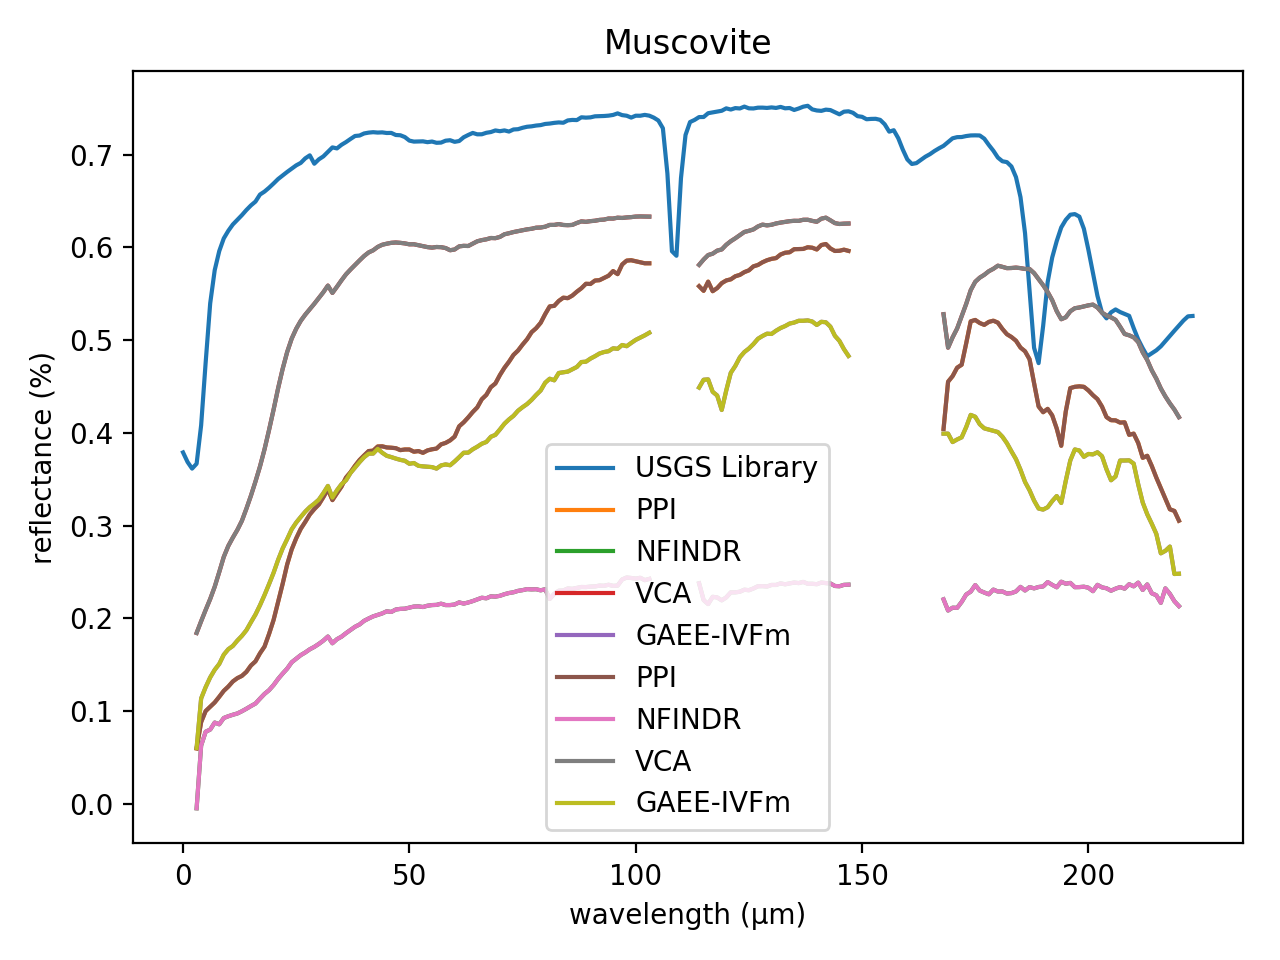 Muscovite
reflectance (%)
0.7
0.6
0.5
0.4
0.3
0.2
0.1
0.0
USGS Library
PPI
NFINDR
VCA
GAEE-IVFm
PPI
NFINDR
VCA
GAEE-IVFm
0 50 100 150 200
wavelength (μm)